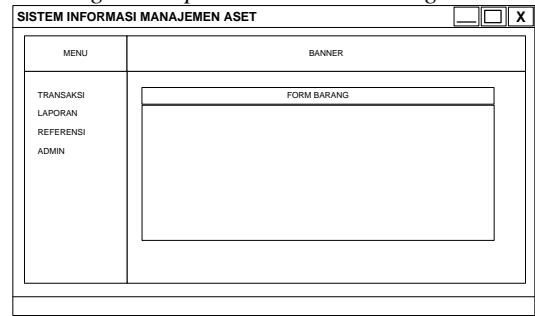 SISTEM INFORMASI MANAJEMEN ASET
X
MENU
BANNER
TRANSAKSI
LAPORAN
REFERENSI
ADMIN
FORM BARANG